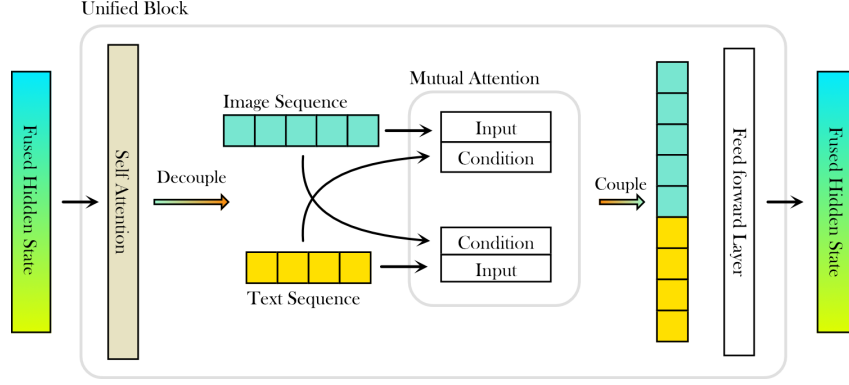 Unified Block
Fused Hidden State
Self Attention
Decouple
Image Sequence
Text Sequence
Mutual Attention
Input
Condition
Condition
Input
Couple
Feed forward Layer
Fused Hidden State